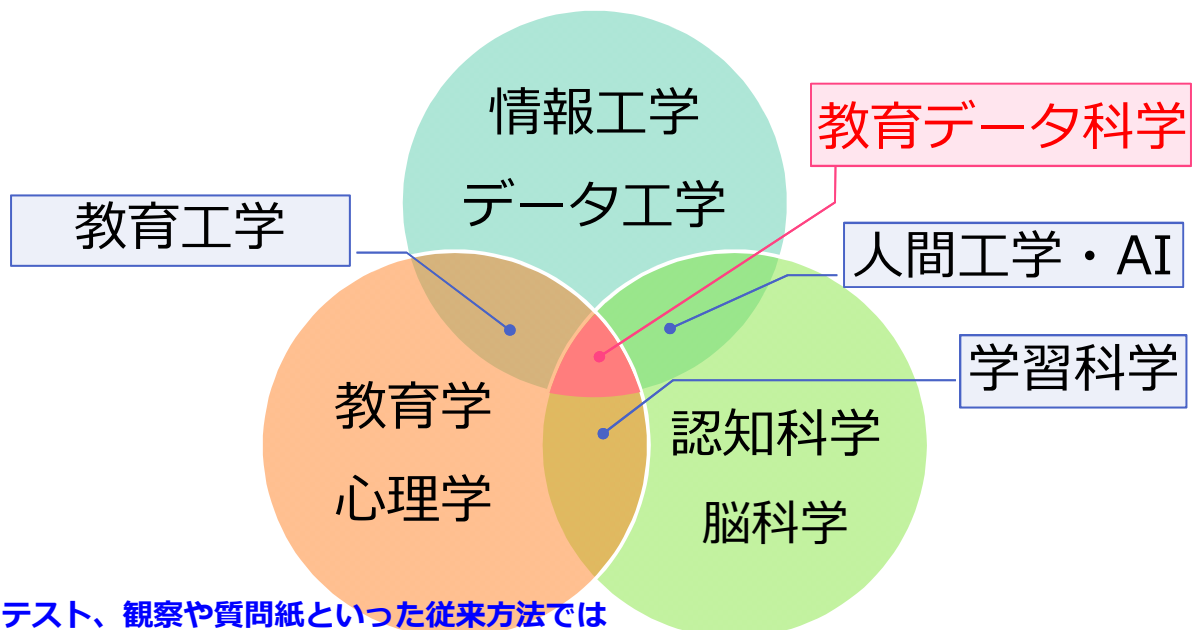 情報工学
データ工学
教育データ科学
教育工学
人間工学・AI
学習科学
教育学
心理学
認知科学
脳科学
テスト、観察や質問紙といった従来方法では